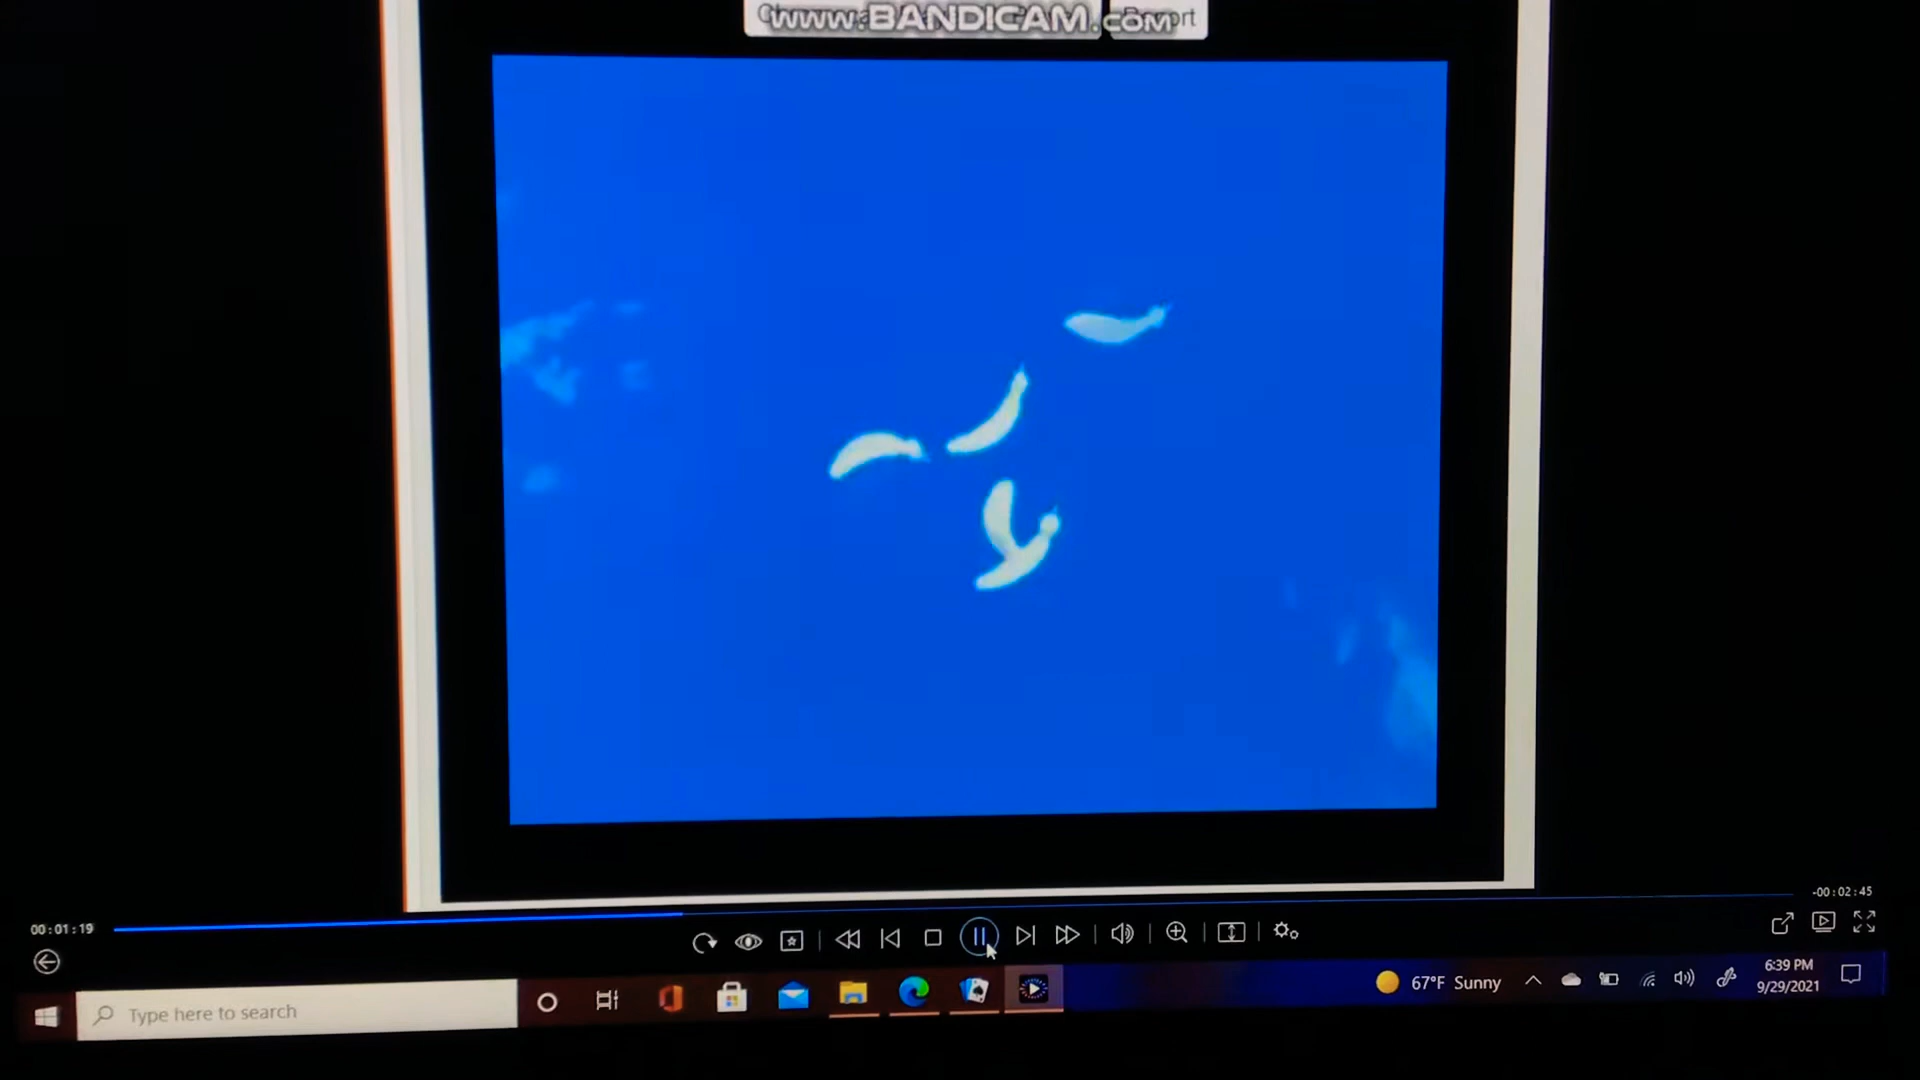 www.BANDICAM.com
00:01:19
-00:02:45
Type here to search
67°F Sunny
6:39 PM
9/29/2021